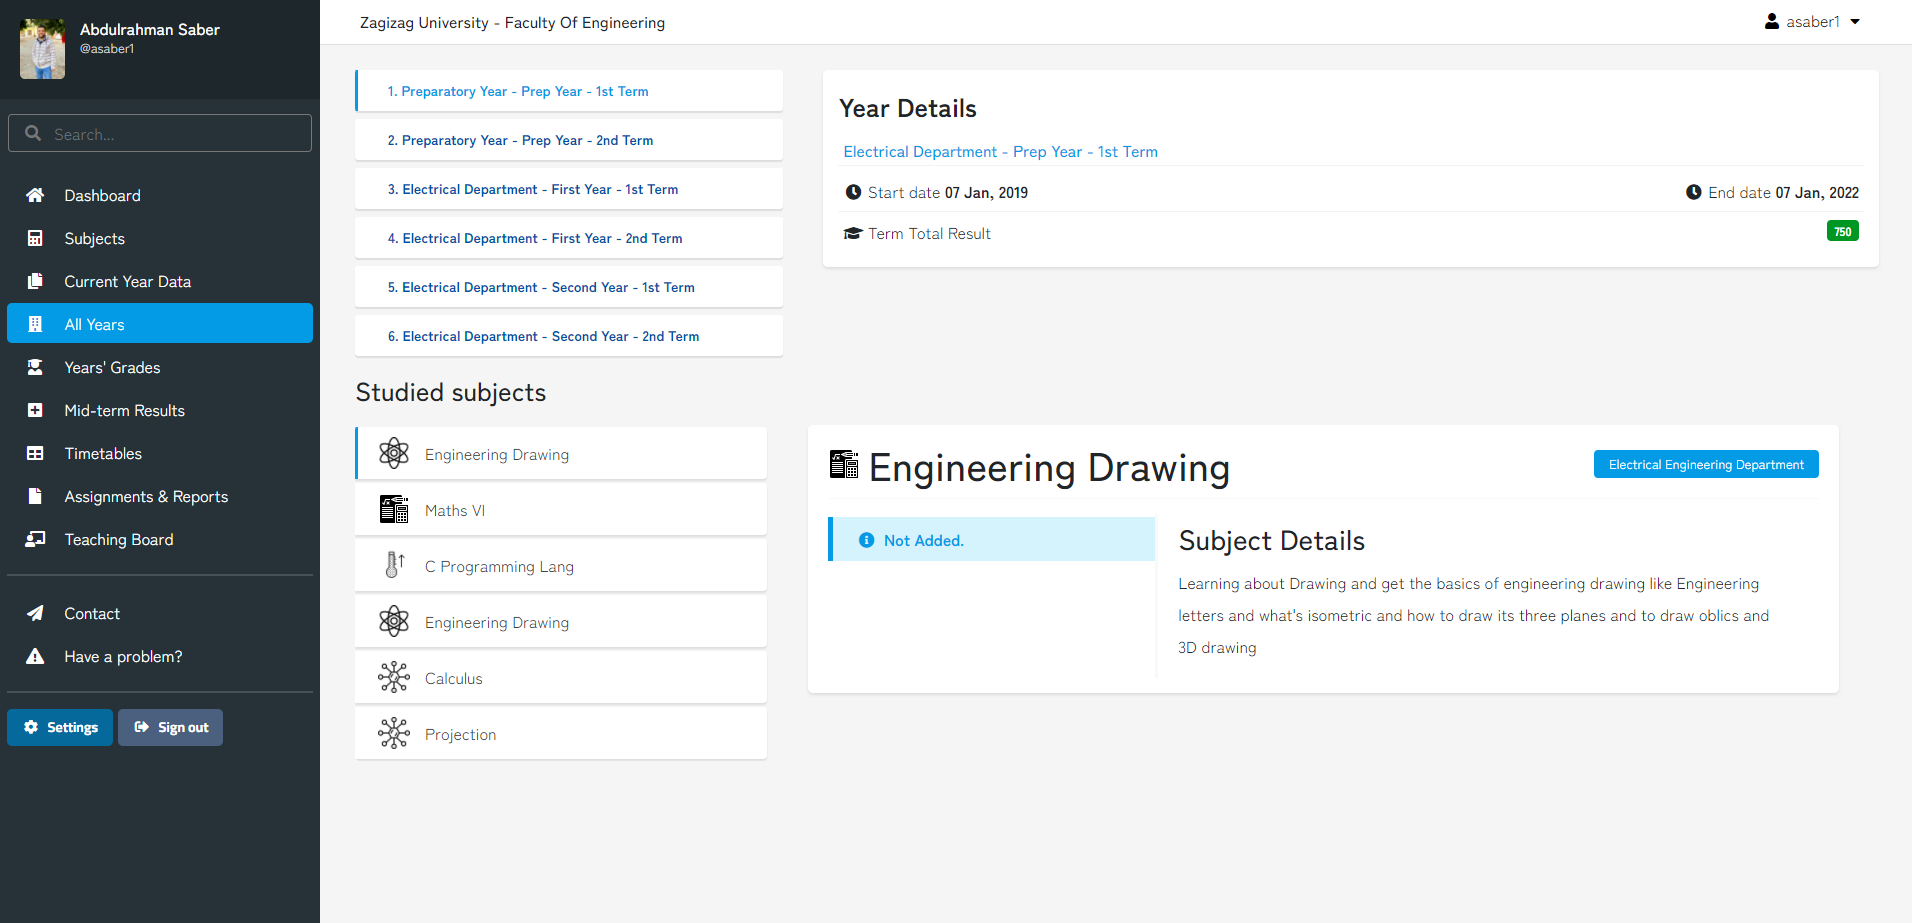 Abdulrahman Saber
@asaber1
Search...
Dashboard
Subjects
Current Year Data
All Years
Years' Grades
Mid-term Results
Timetables
Assignments & Reports
Teaching Board
Contact
Have a problem?
Settings
Sign out
Zagizag University - Faculty Of Engineering
asaber1
1. Preparatory Year - Prep Year - 1st Term
2. Preparatory Year - Prep Year - 2nd Term
3. Electrical Department - First Year - 1st Term
4. Electrical Department - First Year - 2nd Term
5. Electrical Department - Second Year - 1st Term
6. Electrical Department - Second Year - 2nd Term
Year Details
Electrical Department - Prep Year - 1st Term
Start date 07 Jan, 2019
End date 07 Jan, 2022
Term Total Result
750
Studied subjects
Engineering Drawing
Maths VI
C Programming Lang
Engineering Drawing
Calculus
Projection
Engineering Drawing
Electrical Engineering Department
Not Added.
Subject Details
Learning about Drawing and get the basics of engineering drawing like Engineering
letters and what's isometric and how to draw its three planes and to draw oblics and
3D drawing